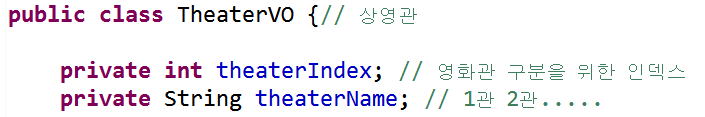 public class TheaterVO {// 상영관
private int theaterIndex; // 영화관 구분을 위한 인덱스
private String theaterName; // 1관 2관.....